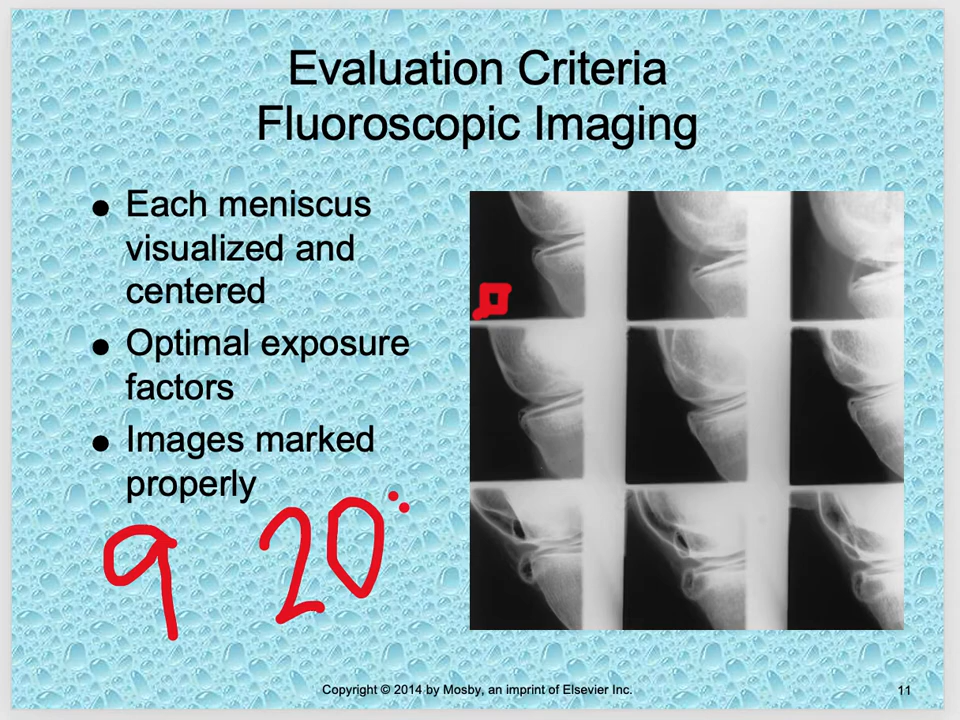 Evaluation Criteria
Fluoroscopic Imaging
● Each meniscus
visualized and
centered
● Optimal exposure
factors
● Images marked
properly
9 20
Copyright © 2014 by Mosby, an imprint of Elsevier Inc.
11